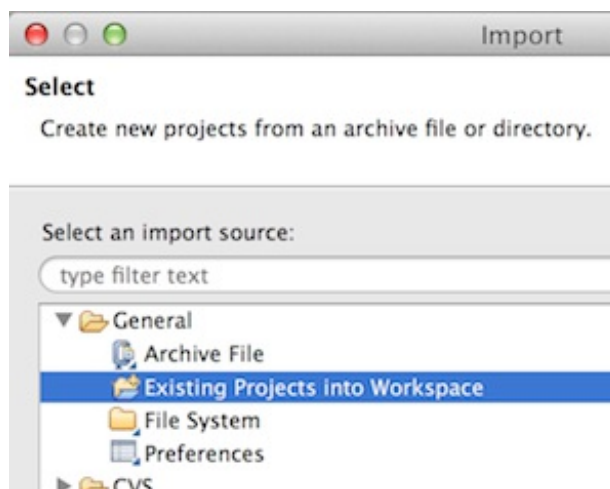 Import
Select
Create new projects from an archive file or directory.
Select an import source:
type filter text
General
Archive File
Existing Projects into Workspace
File System
Preferences
CVS